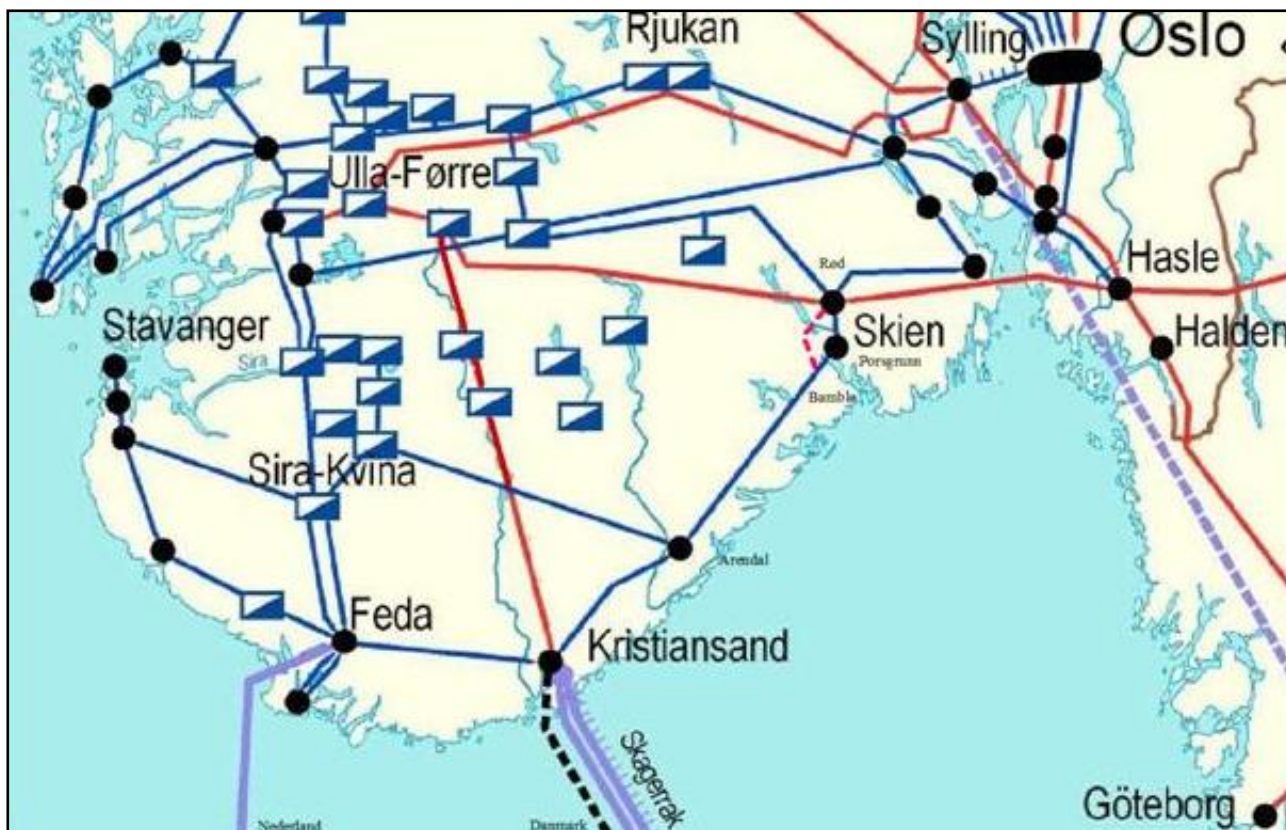 Rjukan
Sylling
Oslo
Ulla-Førre
Rød
Hasle
Stavanger
Sira
Skien
Halden
Porsgrunn
Bamble
Sira-Kvina
Arendal
Feda
Kristiansand
Skagerrak
Göteborg
Nederland
Danmark